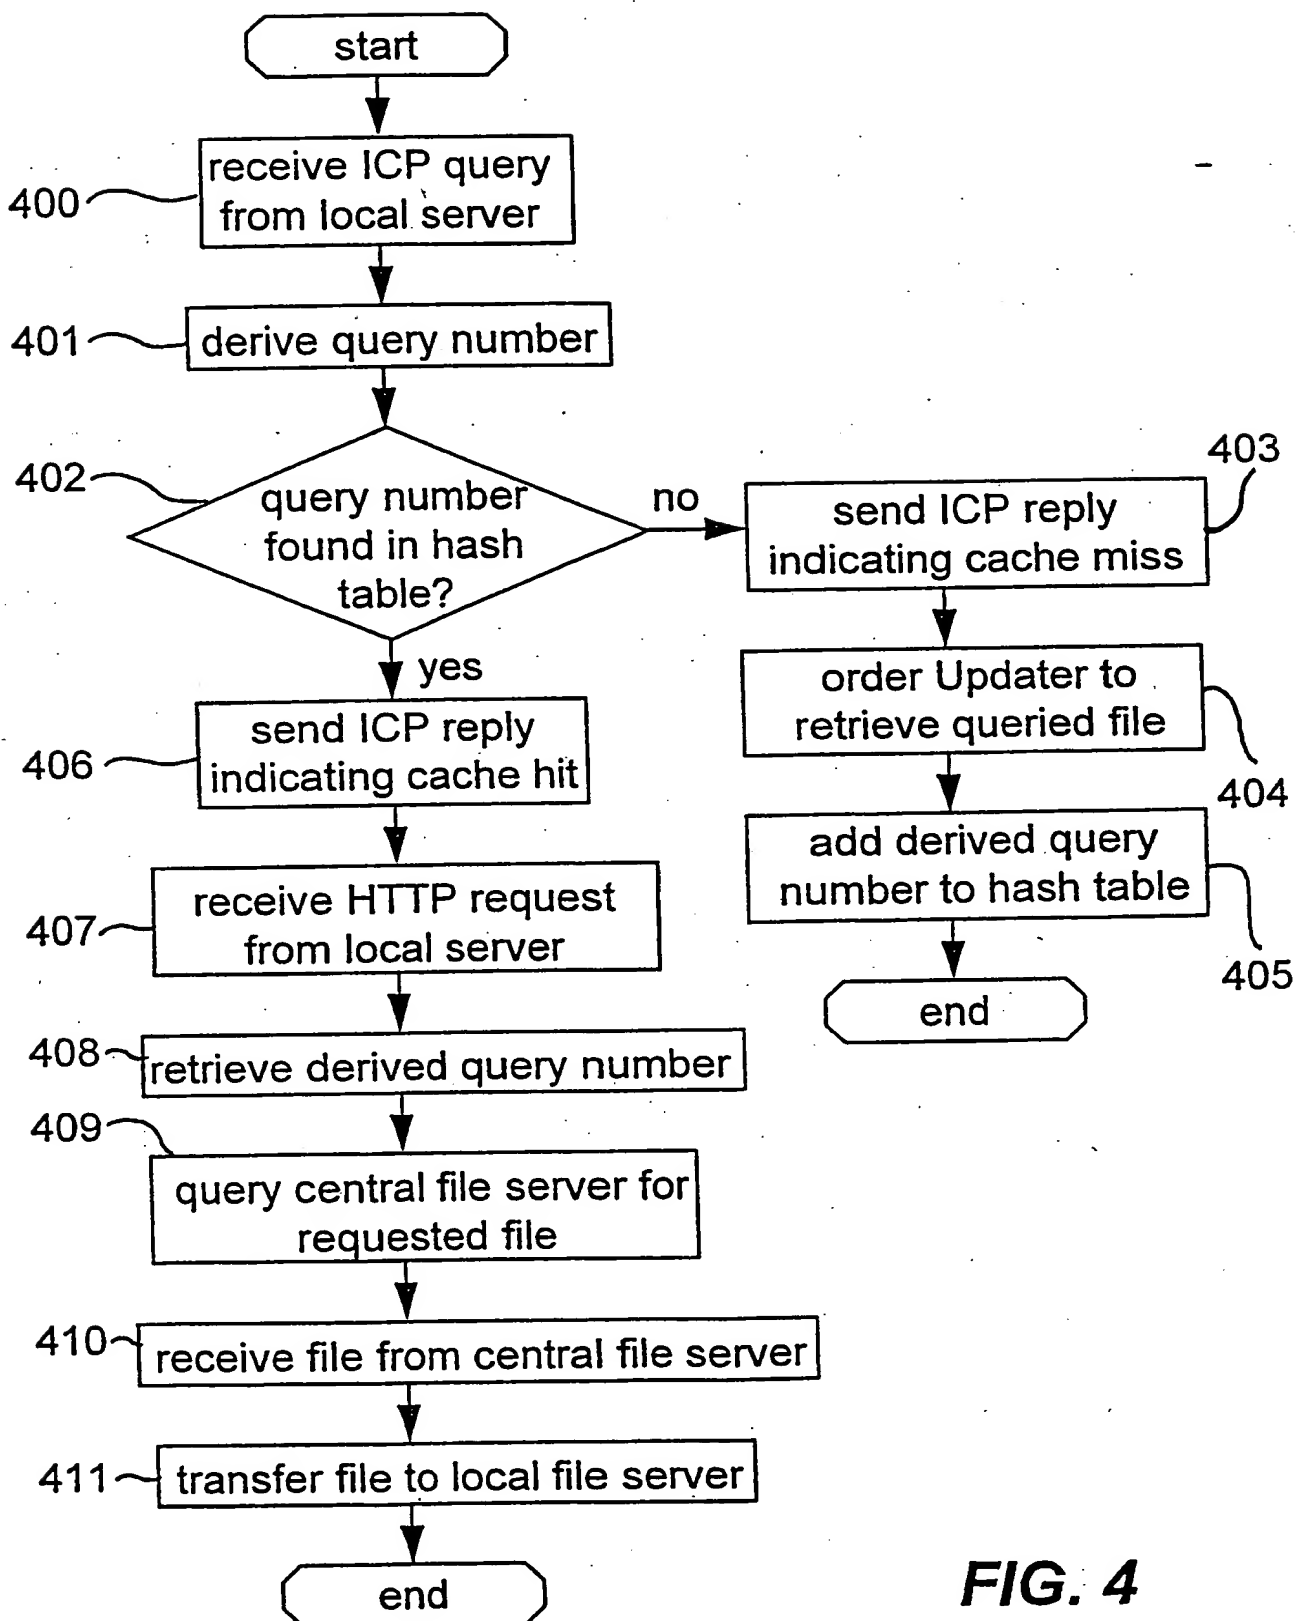 start
receive ICP query
from local server
400
derive query number
401
402
query number
found in hash
table?
no
yes
403
send ICP reply
indicating cache miss
order Updater to
retrieve queried file
404
add derived query
number to hash table
405
end
send ICP reply
indicating cache hit
406
receive HTTP request
from local server
407
408
retrieve derived query number
409
query central file server for
requested file
410
receive file from central file server
411
transfer file to local file server
end
FIG. 4